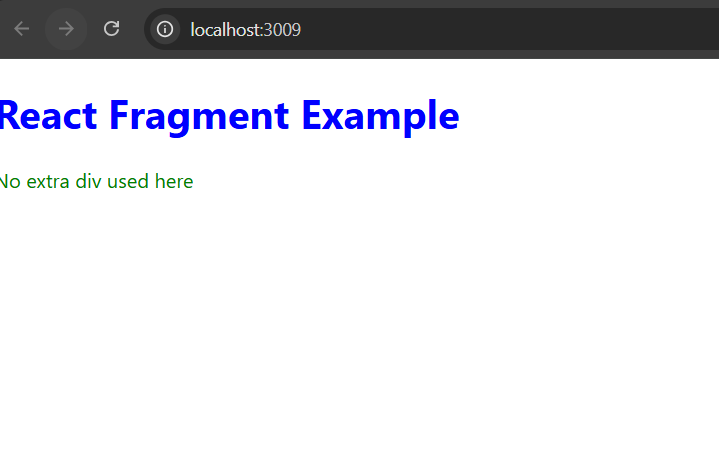 localhost:3009
React Fragment Example
No extra div used here